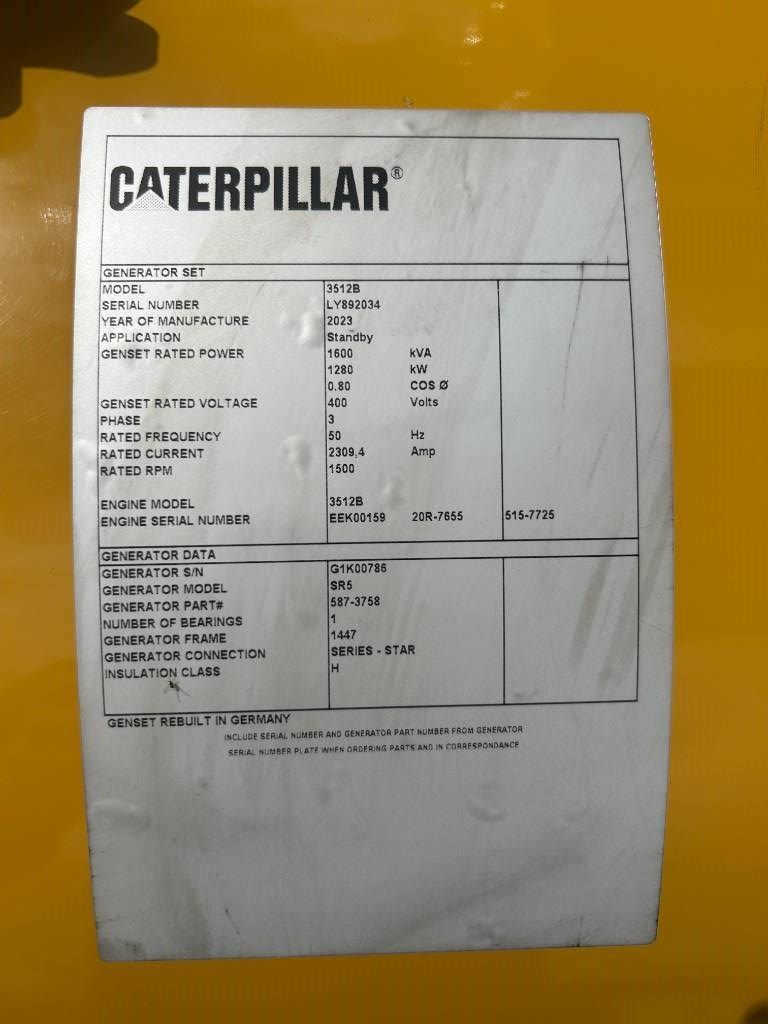 CATERPILLAR®
GENERATOR SET
MODEL 3512B
SERIAL NUMBER LY892034
YEAR OF MANUFACTURE 2023
APPLICATION Standby
GENSET RATED POWER 1600 kVA
1280 kW
0.80 COS Ø
GENSET RATED VOLTAGE 400 Volts
PHASE 3
RATED FREQUENCY 50 Hz
RATED CURRENT 2309,4 Amp
RATED RPM 1500
ENGINE MODEL 3512B
ENGINE SERIAL NUMBER EEK00159 20R-7655 515-7725
GENERATOR DATA
GENERATOR S/N G1K00786
GENERATOR MODEL SR5
GENERATOR PART# 587-3758
NUMBER OF BEARINGS 1
GENERATOR FRAME 1447
GENERATOR CONNECTION SERIES - STAR
INSULATION CLASS H
GENSET REBUILT IN GERMANY
INCLUDE SERIAL NUMBER AND GENERATOR PART NUMBER FROM GENERATOR
SERIAL NUMBER PLATE WHEN ORDERING PARTS AND IN CORRESPONDANCE